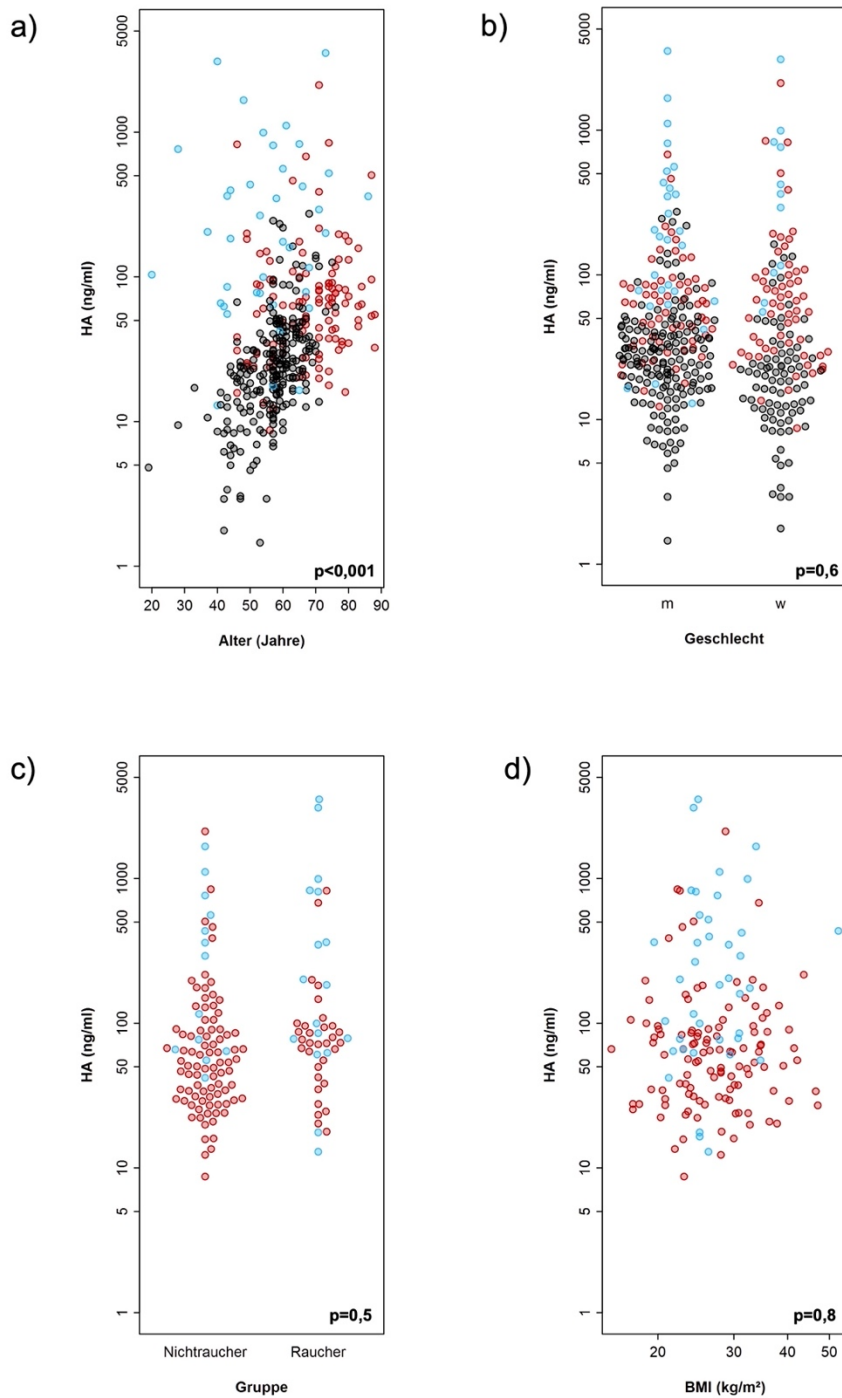 a)
HA (ng/ml)
5000
1000
500
100
50
10
5
1
p<0,001
20 30 40 50 60 70 80 90
Alter (Jahre)
b)
HA (ng/ml)
5000
1000
500
100
50
10
5
1
p=0,6
m w
Geschlecht
c)
HA (ng/ml)
5000
1000
500
100
50
10
5
1
p=0,5
Nichtraucher Raucher
Gruppe
d)
HA (ng/ml)
5000
1000
500
100
50
10
5
1
p=0,8
20 30 40 50
BMI (kg/m²)